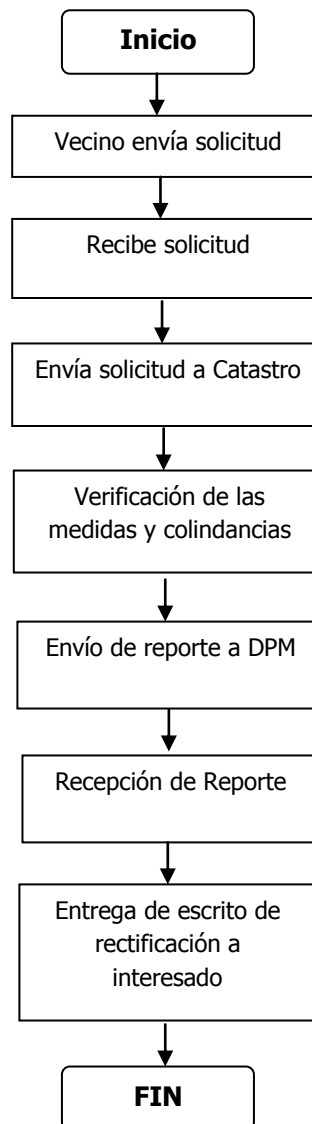 Inicio
Vecino envía solicitud
Recibe solicitud
Envía solicitud a Catastro
Verificación de las
medidas y colindancias
Envío de reporte a DPM
Recepción de Reporte
Entrega de escrito de
rectificación a
interesado
FIN